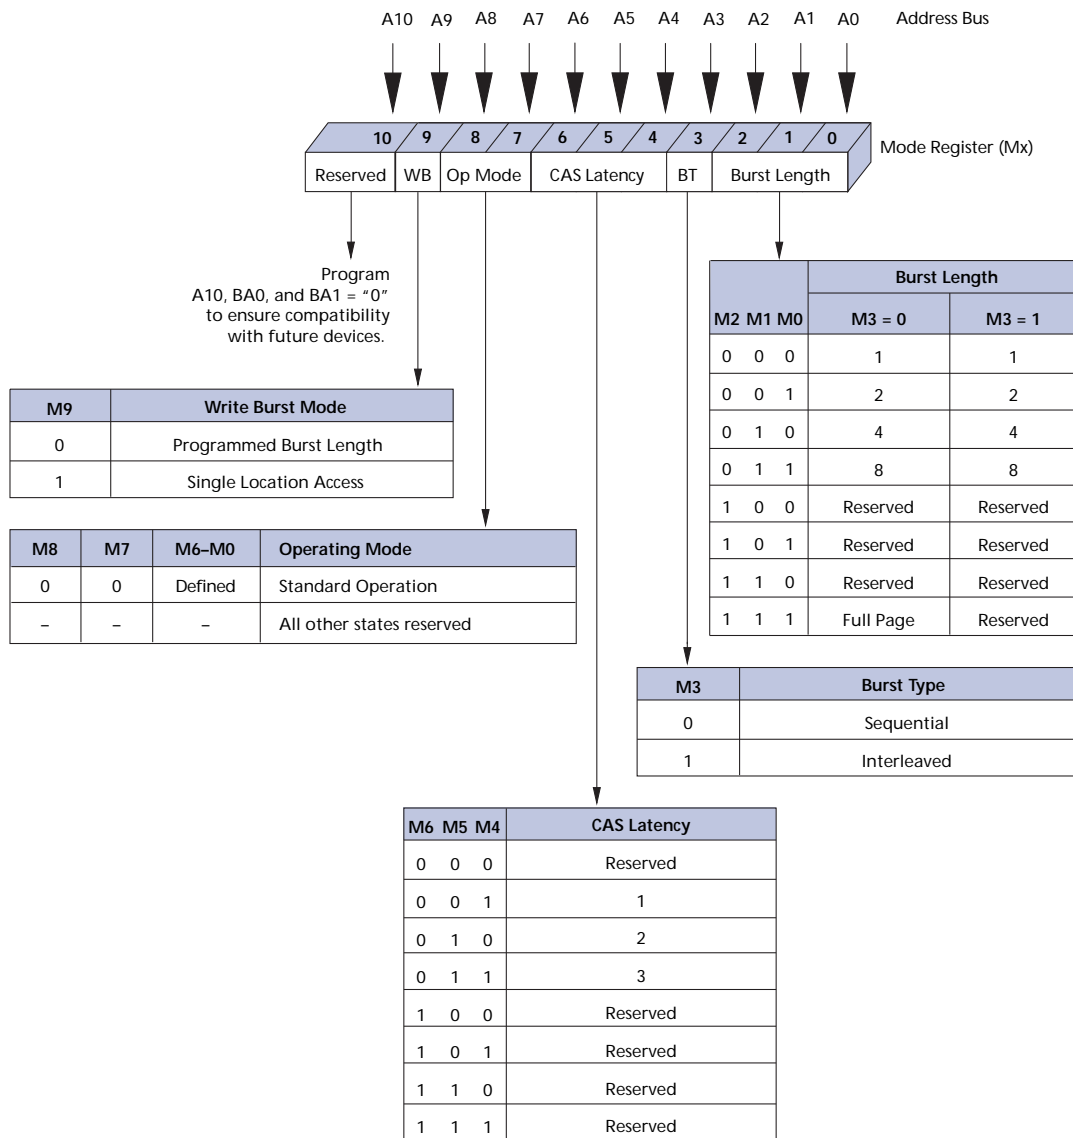 A10 A9 A8 A7 A6 A5 A4 A3 A2 A1 A0 Address Bus
10 9 8 7 6 5 4 3 2 1 0
Mode Register (Mx)
Reserved WB Op Mode CAS Latency BT Burst Length
Program
A10, BA0, and BA1 = “0”
to ensure compatibility
with future devices.
Burst Length
M2 M1 M0 M3 = 0 M3 = 1
0 0 0 1 1
0 0 1 2 2
0 1 0 4 4
0 1 1 8 8
1 0 0 Reserved Reserved
1 0 1 Reserved Reserved
1 1 0 Reserved Reserved
1 1 1 Full Page Reserved
M9 Write Burst Mode
0 Programmed Burst Length
1 Single Location Access
M8 M7 M6–M0 Operating Mode
0 0 Defined Standard Operation
– – – All other states reserved
M3 Burst Type
0 Sequential
1 Interleaved
M6 M5 M4 CAS Latency
0 0 0 Reserved
0 0 1 1
0 1 0 2
0 1 1 3
1 0 0 Reserved
1 0 1 Reserved
1 1 0 Reserved
1 1 1 Reserved